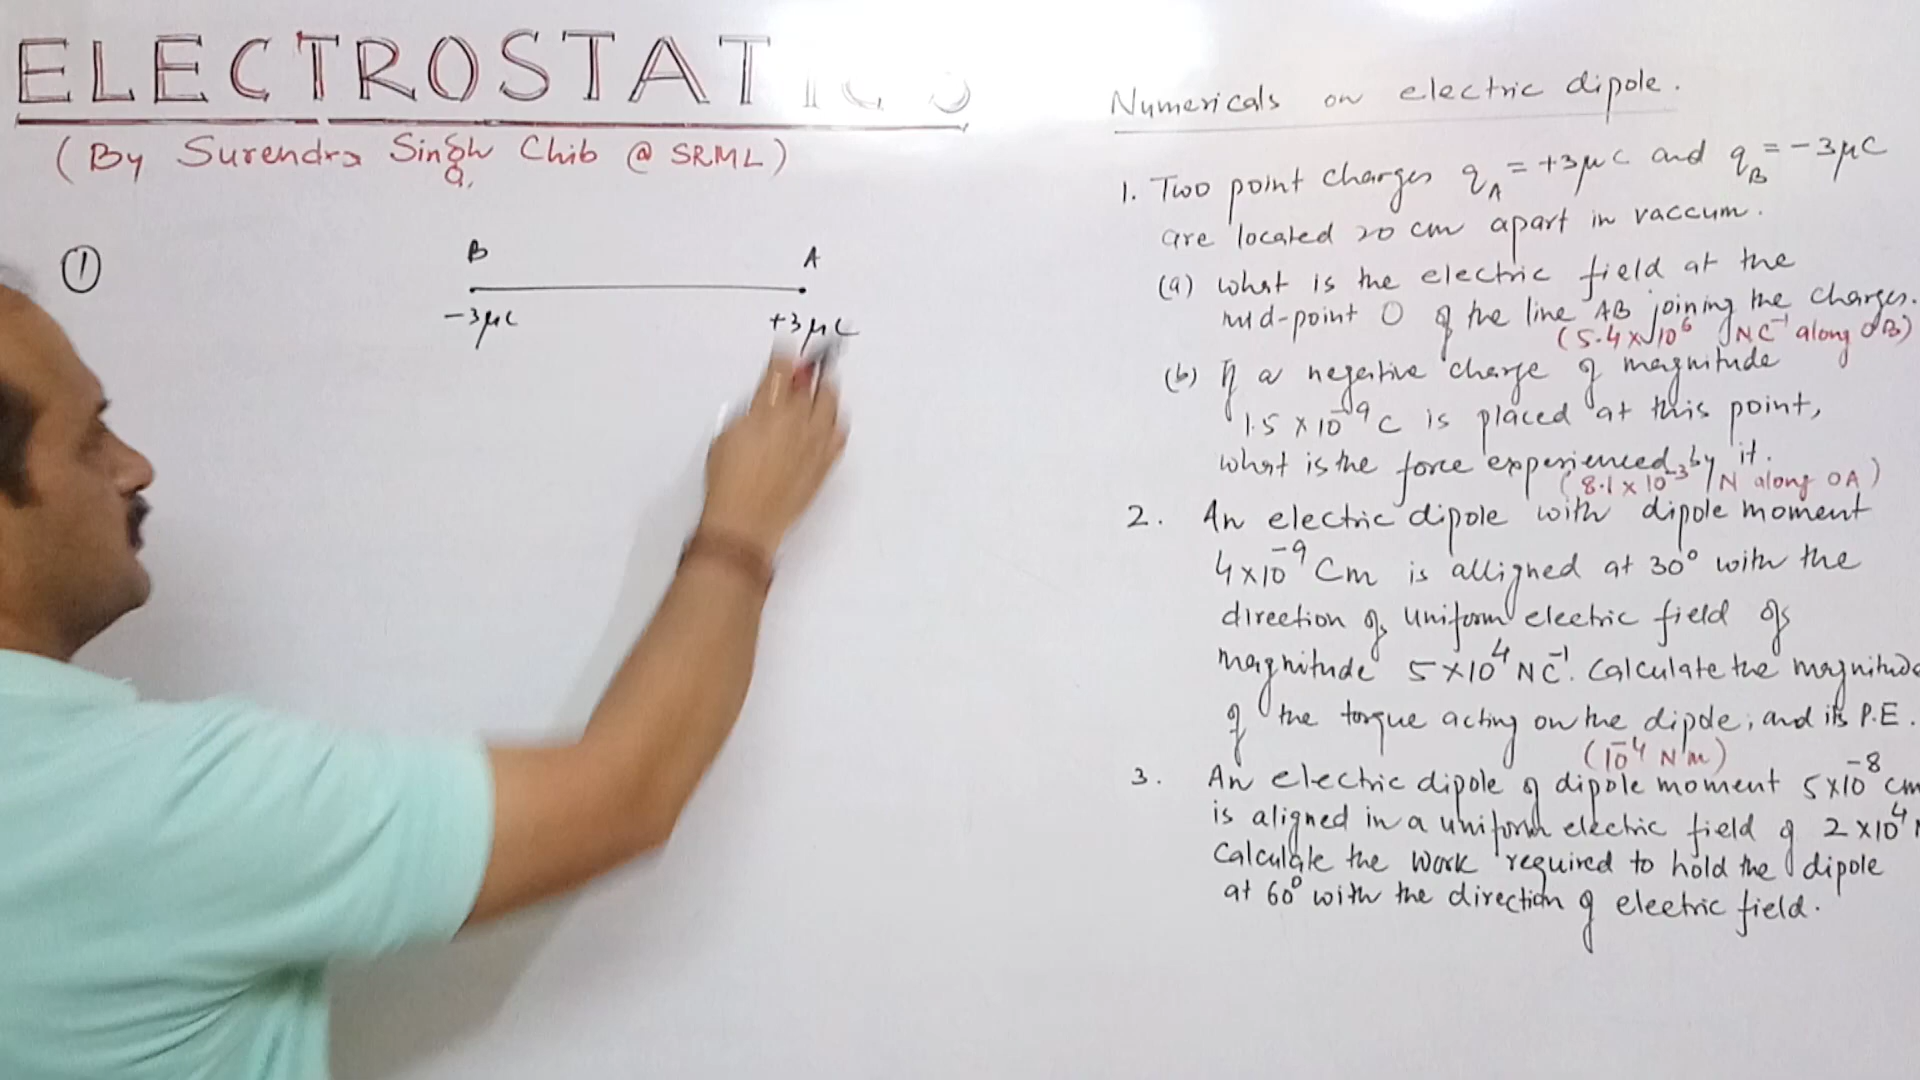 ELECTROSTATICS
(By Surendra Singh Chib @ SRML)
①
B A
-3μC +3μC
Numericals on electric dipole.
1. Two point charges q_A = +3μC and q_B = -3μC
are located 20 cm apart in vaccum.
(a) what is the electric field at the
mid-point O of the line AB joining the charges.
(5.4 x 10⁶ NC⁻¹ along OB)
(b) If a negative charge of magnitude
1.5 x 10⁻⁹ C is placed at this point,
what is the force experienced by it.
(8.1 x 10⁻³ N along OA)
2. An electric dipole with dipole moment
4x10⁻⁹ Cm is alligned at 30° with the
direction of uniform electric field of
magnitude 5 x 10⁴ NC⁻¹. Calculate the magnitude
of the torque acting on the dipole, and its P.E.
(10⁻⁴ Nm)
3. An electric dipole of dipole moment 5x10⁻⁸ cm
is aligned in a uniform electric field of 2 x10⁴
Calculate the work required to hold the dipole
at 60° with the direction of electric field.